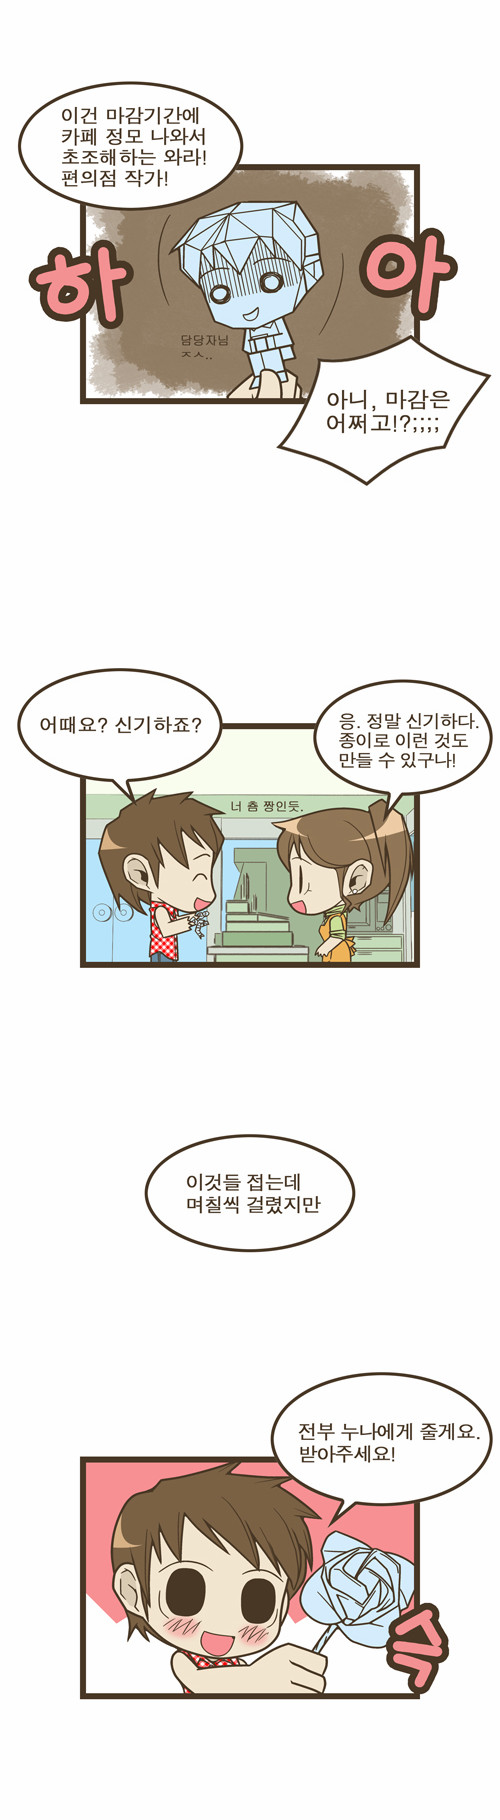 이건 마감기간에
카페 정모 나와서
초조해하는 와라!
편의점 작가!
하
아
담당자님
ㅈㅅ..
아니, 마감은
어쩌고!?;;;;
어때요? 신기하죠?
응. 정말 신기하다.
종이로 이런 것도
만들 수 있구나!
너 쫌 짱인듯.
이것들 접는데
며칠씩 걸렸지만
전부 누나에게 줄게요.
받아주세요!
슥